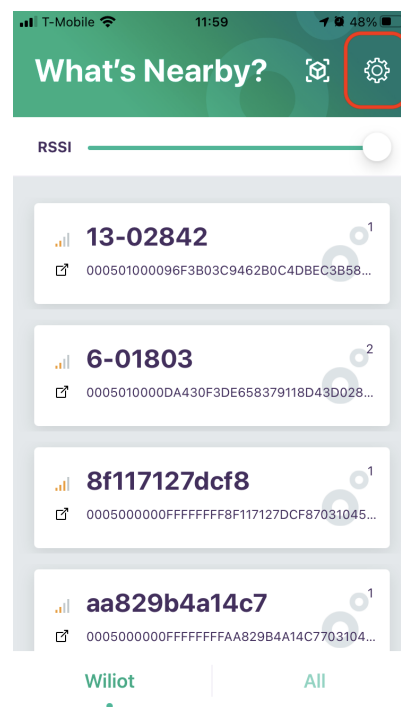 T-Mobile 11:59 48%
What's Nearby?
RSSI
13-02842 1
000501000096F3B03C9462B0C4DBEC3B58...
6-01803 2
0005010000DA430F3DE658379118D43D028...
8f117127dcf8 1
0005000000FFFFFFFF8F117127DCF87031045...
aa829b4a14c7 1
0005000000FFFFFFFFAA829B4A14C7703104...
Wiliot All